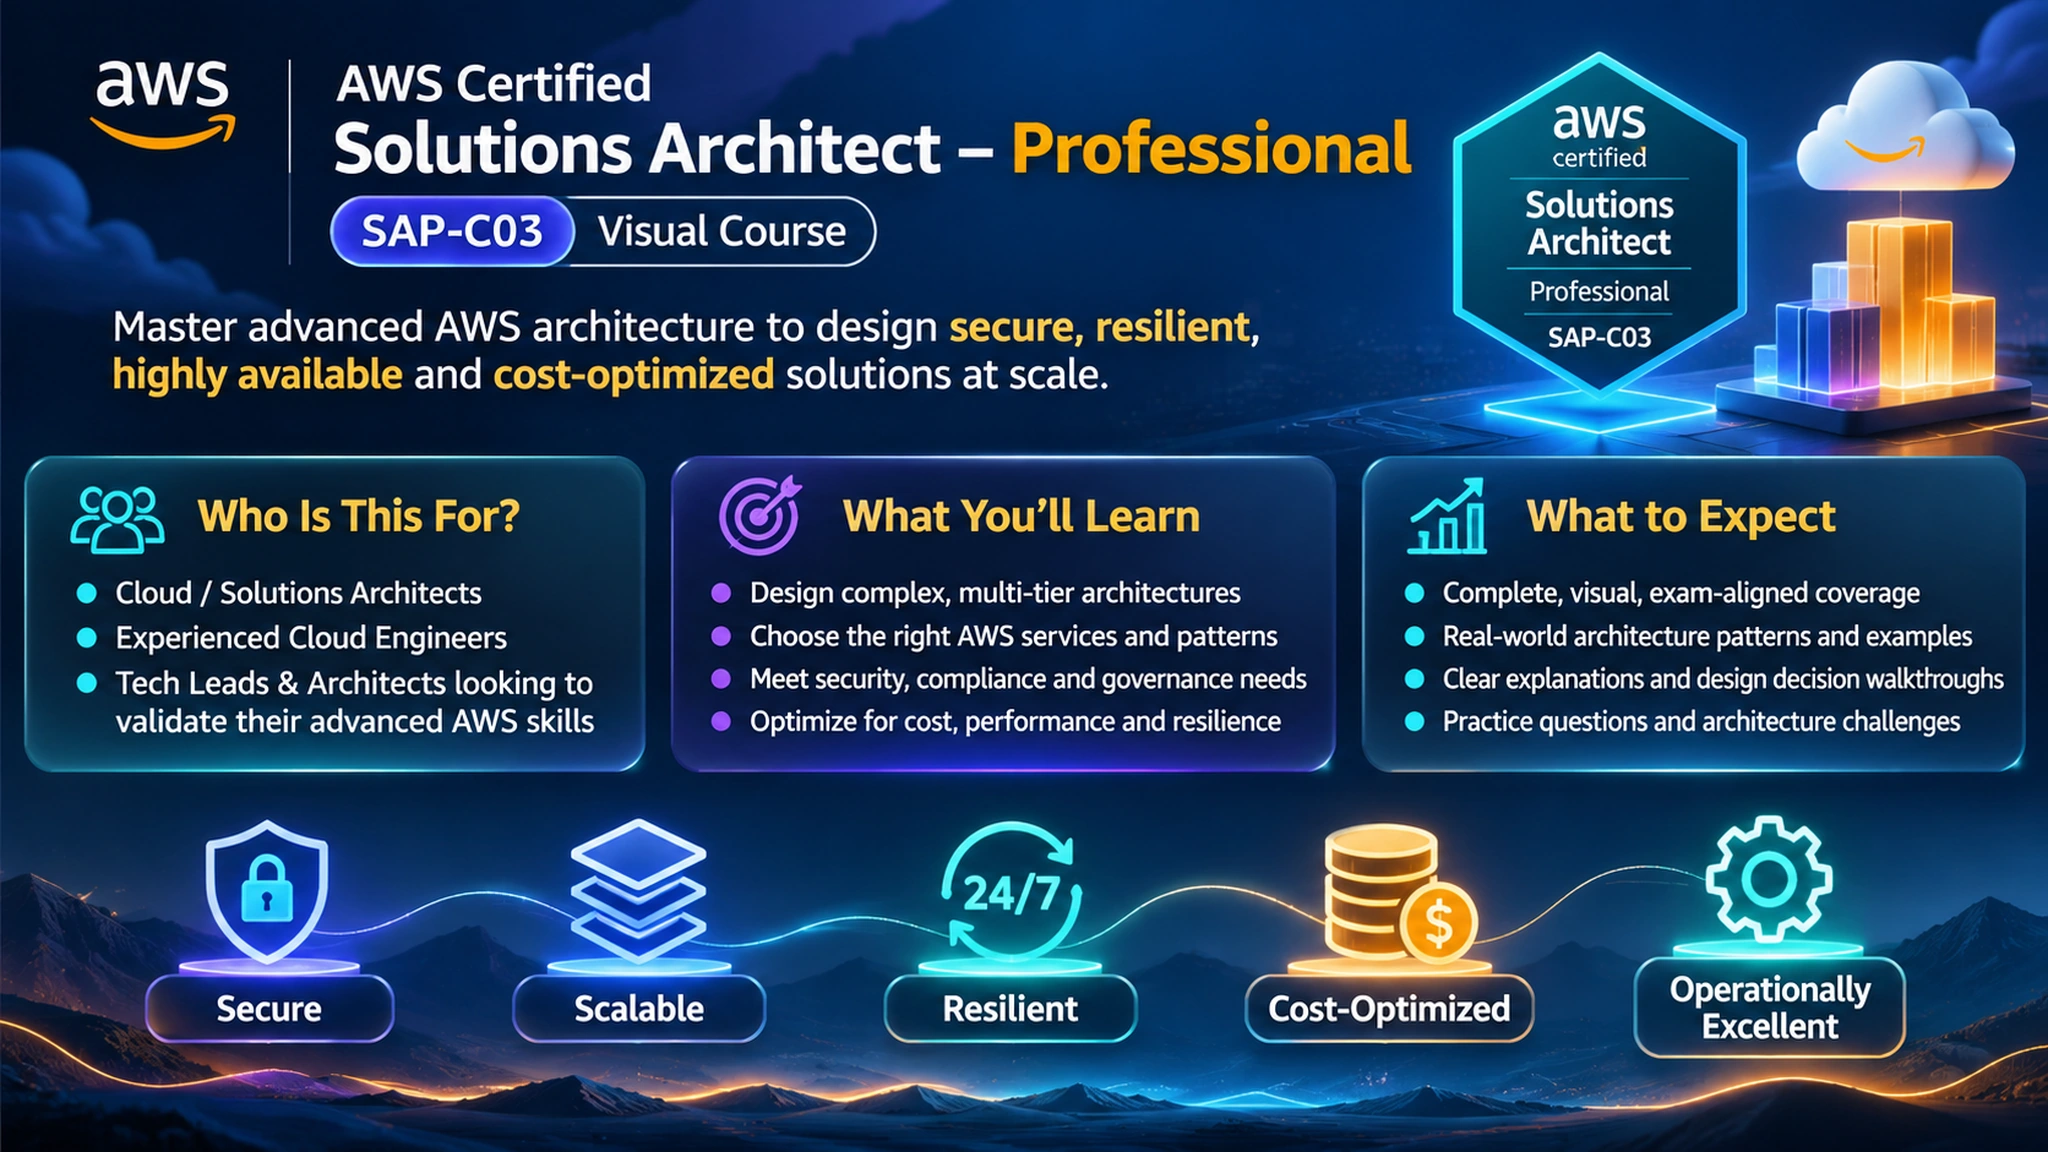 aws
AWS Certified
Solutions Architect – Professional
SAP-C03
Visual Course
Master advanced AWS architecture to design secure, resilient,
highly available and cost-optimized solutions at scale.
aws
certified
Solutions
Architect
Professional
SAP-C03
Who Is This For?
Cloud / Solutions Architects
Experienced Cloud Engineers
Tech Leads & Architects looking to
validate their advanced AWS skills
What You'll Learn
Design complex, multi-tier architectures
Choose the right AWS services and patterns
Meet security, compliance and governance needs
Optimize for cost, performance and resilience
What to Expect
Complete, visual, exam-aligned coverage
Real-world architecture patterns and examples
Clear explanations and design decision walkthroughs
Practice questions and architecture challenges
Secure
Scalable
24/7
Resilient
$
Cost-Optimized
Operationally
Excellent